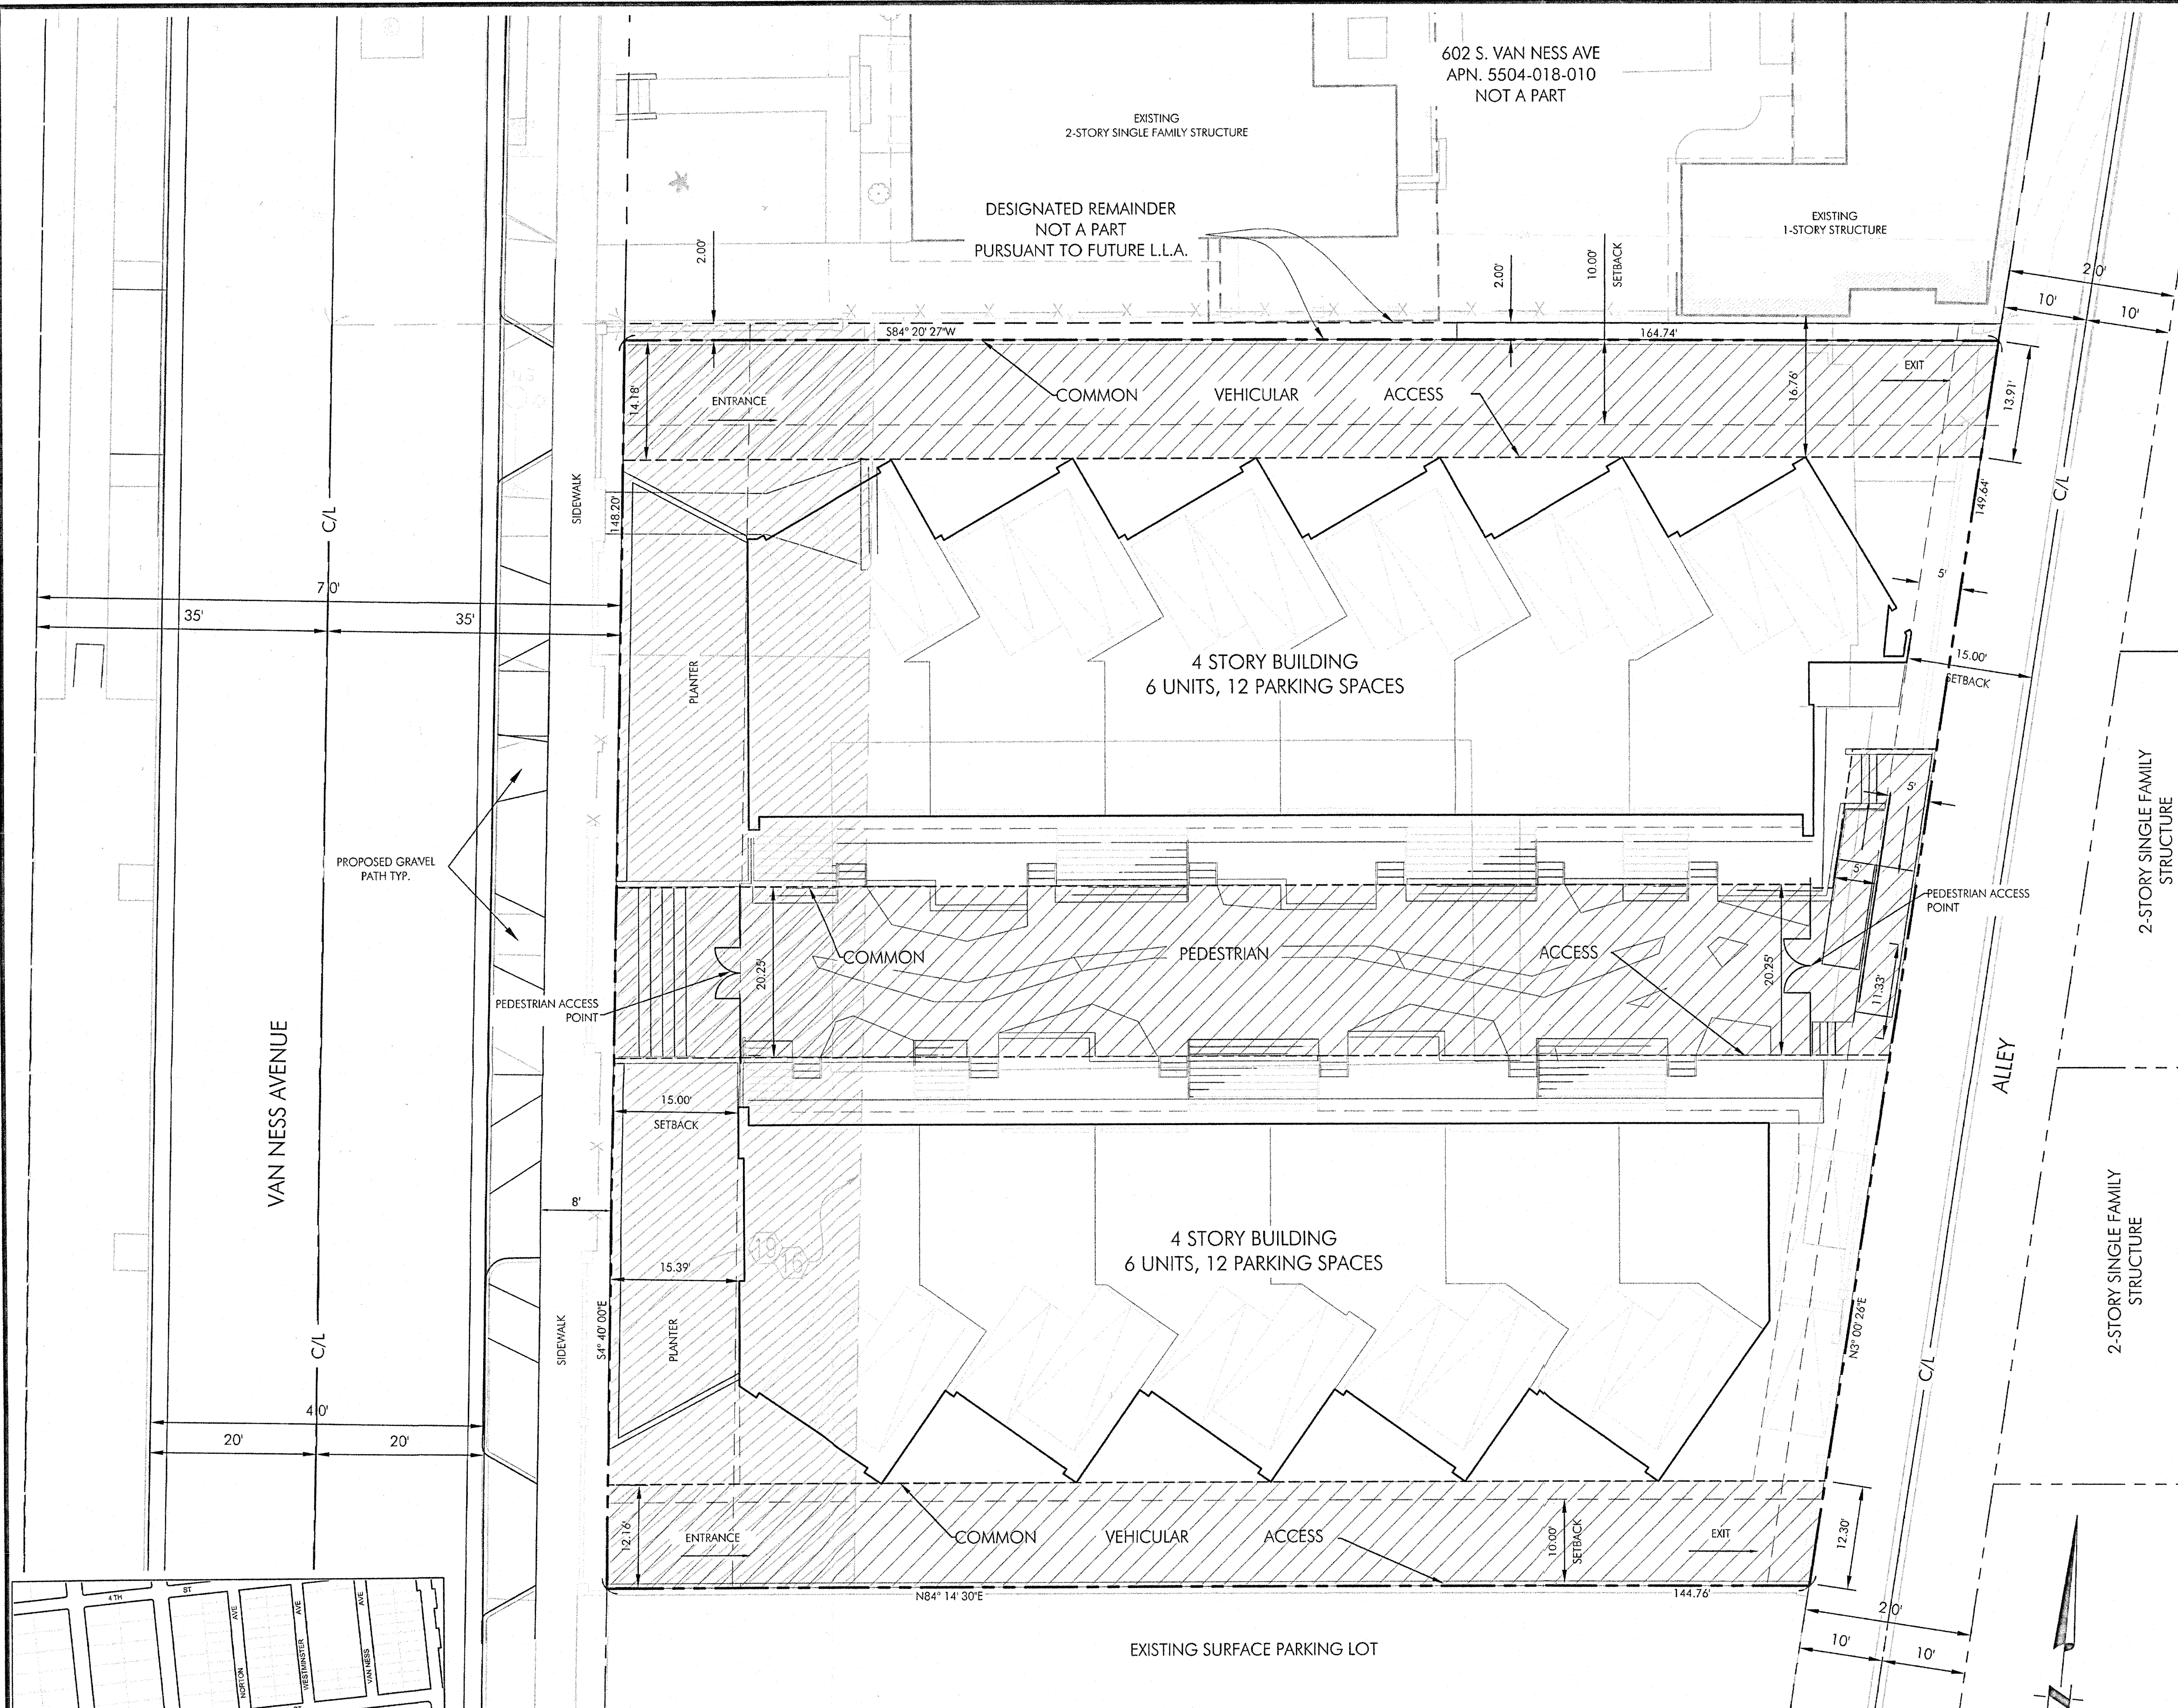 602 S. VAN NESS AVE
APN. 5504-018-010
NOT A PART
EXISTING
2-STORY SINGLE FAMILY STRUCTURE
DESIGNATED REMAINDER
NOT A PART
PURSUANT TO FUTURE L.L.A.
EXISTING
1-STORY STRUCTURE
2.00'
2.00'
10.00'
SETBACK
20'
10'
10'
S84° 20' 27"W
164.74'
14.18'
ENTRANCE
COMMON VEHICULAR ACCESS
16.76'
EXIT
13.91'
C/L
SIDEWALK
148.20'
149.64'
C/L
70'
35'
35'
5'
15.00'
SETBACK
PLANTER
4 STORY BUILDING
6 UNITS, 12 PARKING SPACES
2-STORY SINGLE FAMILY
STRUCTURE
PROPOSED GRAVEL
PATH TYP.
5'
5'
PEDESTRIAN ACCESS
POINT
COMMON PEDESTRIAN ACCESS
20.25'
20.25'
11.33'
PEDESTRIAN ACCESS
POINT
VAN NESS AVENUE
ALLEY
15.00'
SETBACK
8'
15.39'
19
16
4 STORY BUILDING
6 UNITS, 12 PARKING SPACES
2-STORY SINGLE FAMILY
STRUCTURE
S4° 40' 00"E
N3° 00' 26"E
C/L
SIDEWALK
PLANTER
C/L
40'
20'
20'
12.16'
ENTRANCE
COMMON VEHICULAR ACCESS
10.00'
SETBACK
EXIT
12.30'
N84° 14' 30"E
144.76'
20'
10'
10'
EXISTING SURFACE PARKING LOT
4TH
ST
NORTON
AVE
WESTMINSTER
AVE
VAN NESS
AVE